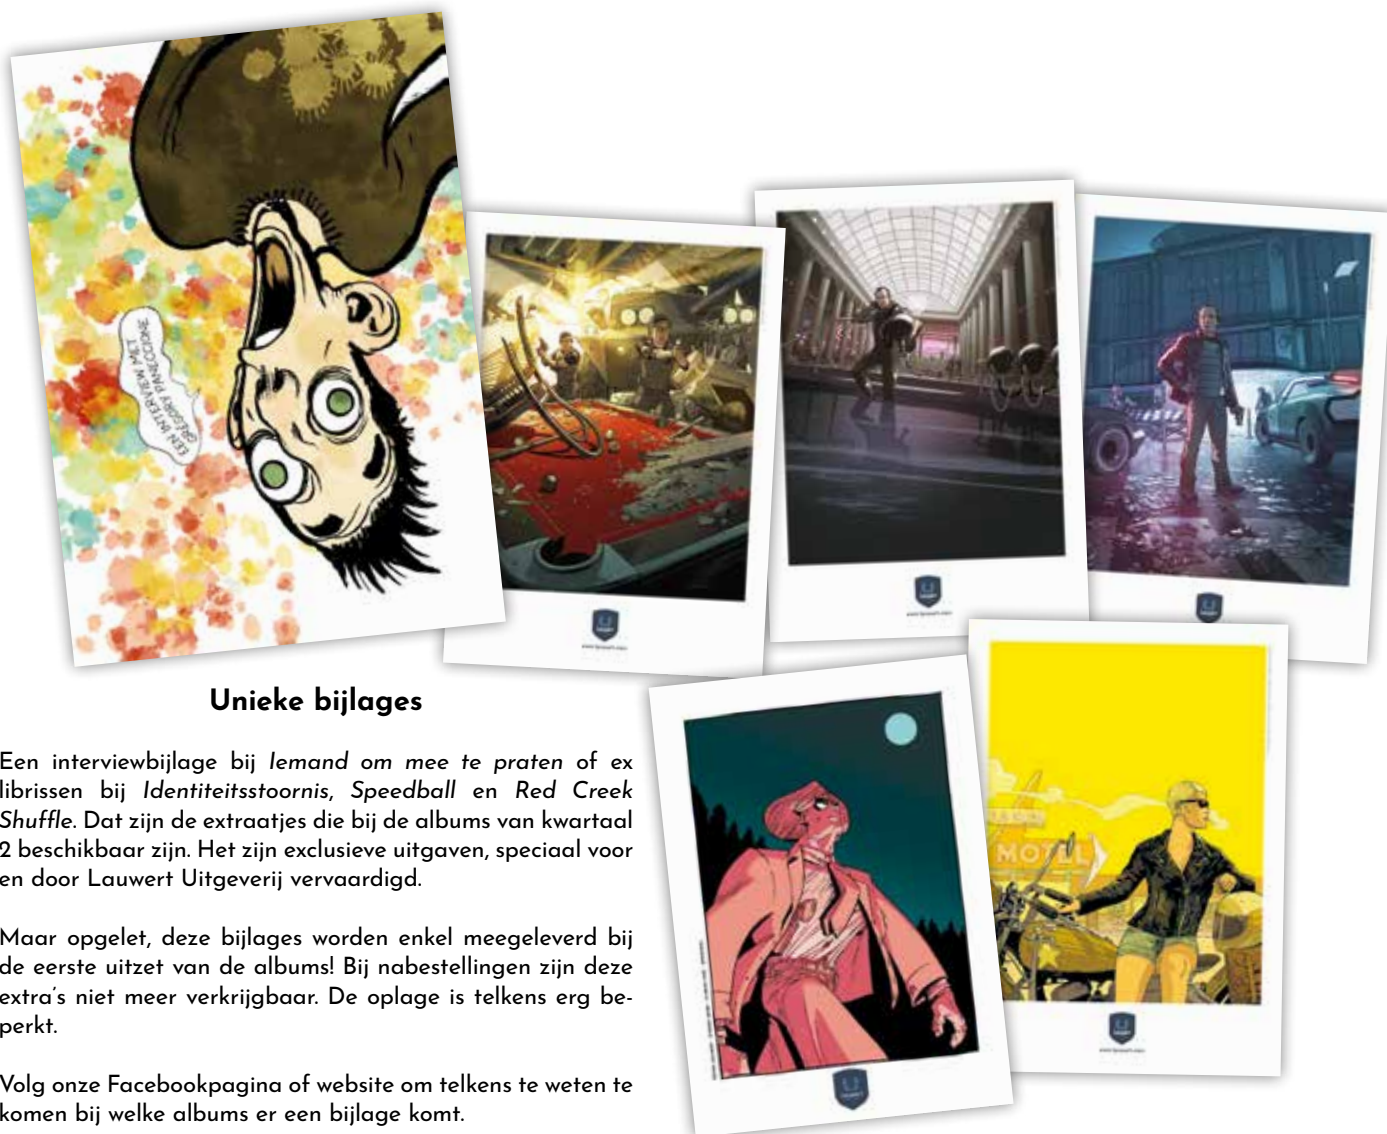 EEN INTERVIEW MET
GREGORY PANACCIONE
MOTEL
Unieke bijlages
Een interviewbijlage bij Iemand om mee te praten of ex
librissen bij Identiteitsstoornis, Speedball en Red Creek
Shuffle. Dat zijn de extraatjes die bij de albums van kwartaal
2 beschikbaar zijn. Het zijn exclusieve uitgaven, speciaal voor
en door Lauwert Uitgeverij vervaardigd.
Maar opgelet, deze bijlages worden enkel meegeleverd bij
de eerste uitzet van de albums! Bij nabestellingen zijn deze
extra's niet meer verkrijgbaar. De oplage is telkens erg be-
perkt.
Volg onze Facebookpagina of website om telkens te weten te
komen bij welke albums er een bijlage komt.